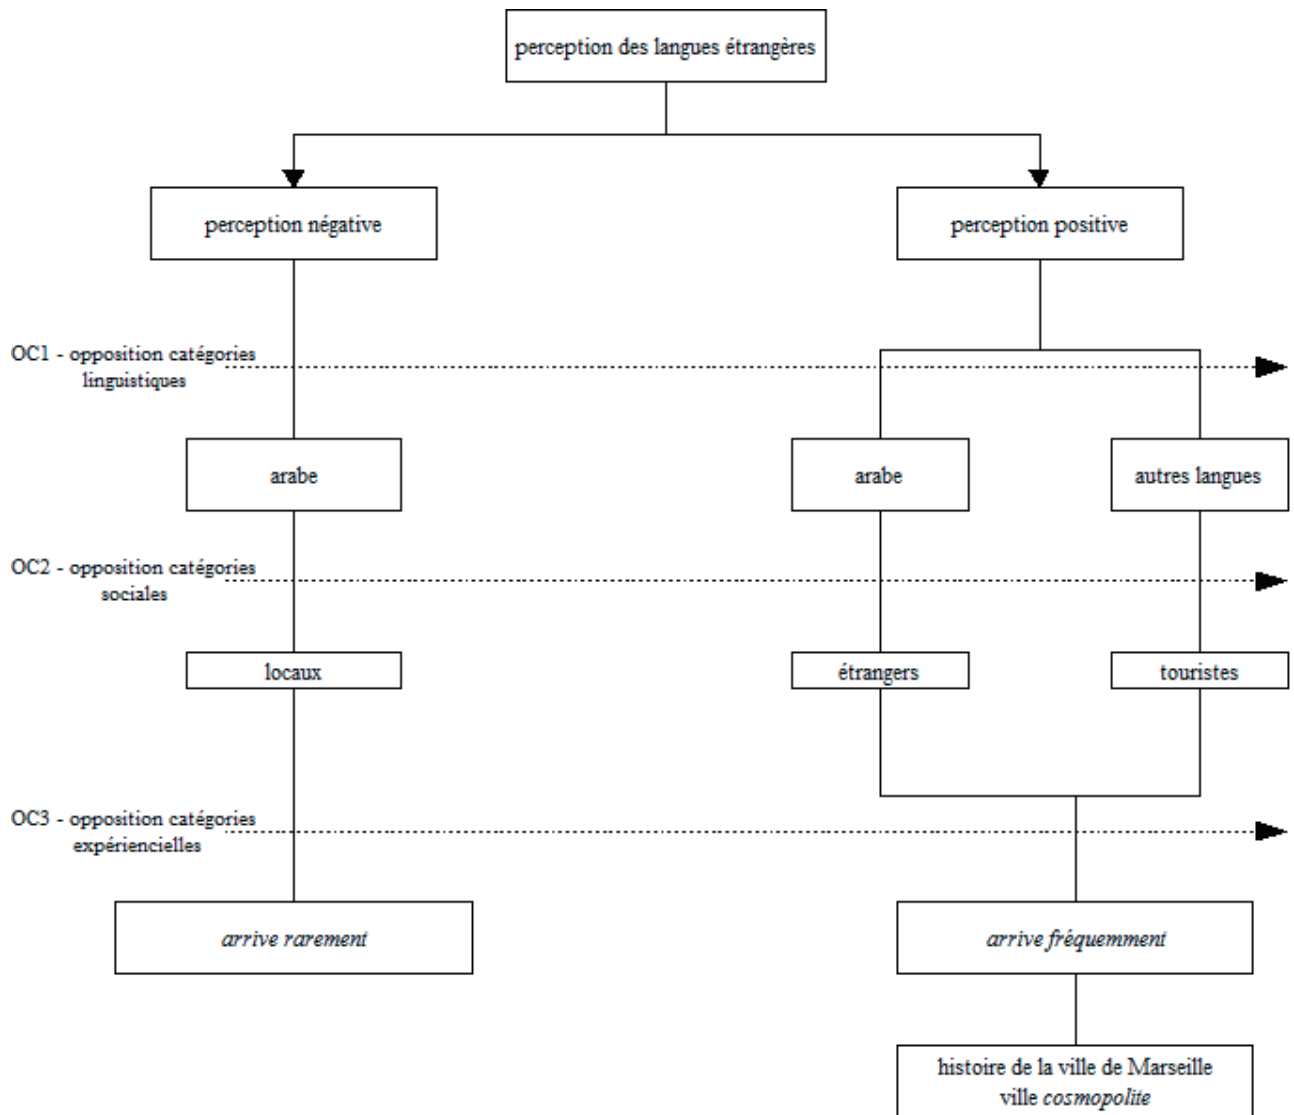 perception des langues étrangères
perception négative
perception positive
OC1 - opposition catégories
linguistiques
arabe
arabe
autres langues
OC2 - opposition catégories
sociales
locaux
étrangers
touristes
OC3 - opposition catégories
expériencielles
arrive rarement
arrive fréquemment
histoire de la ville de Marseille
ville cosmopolite